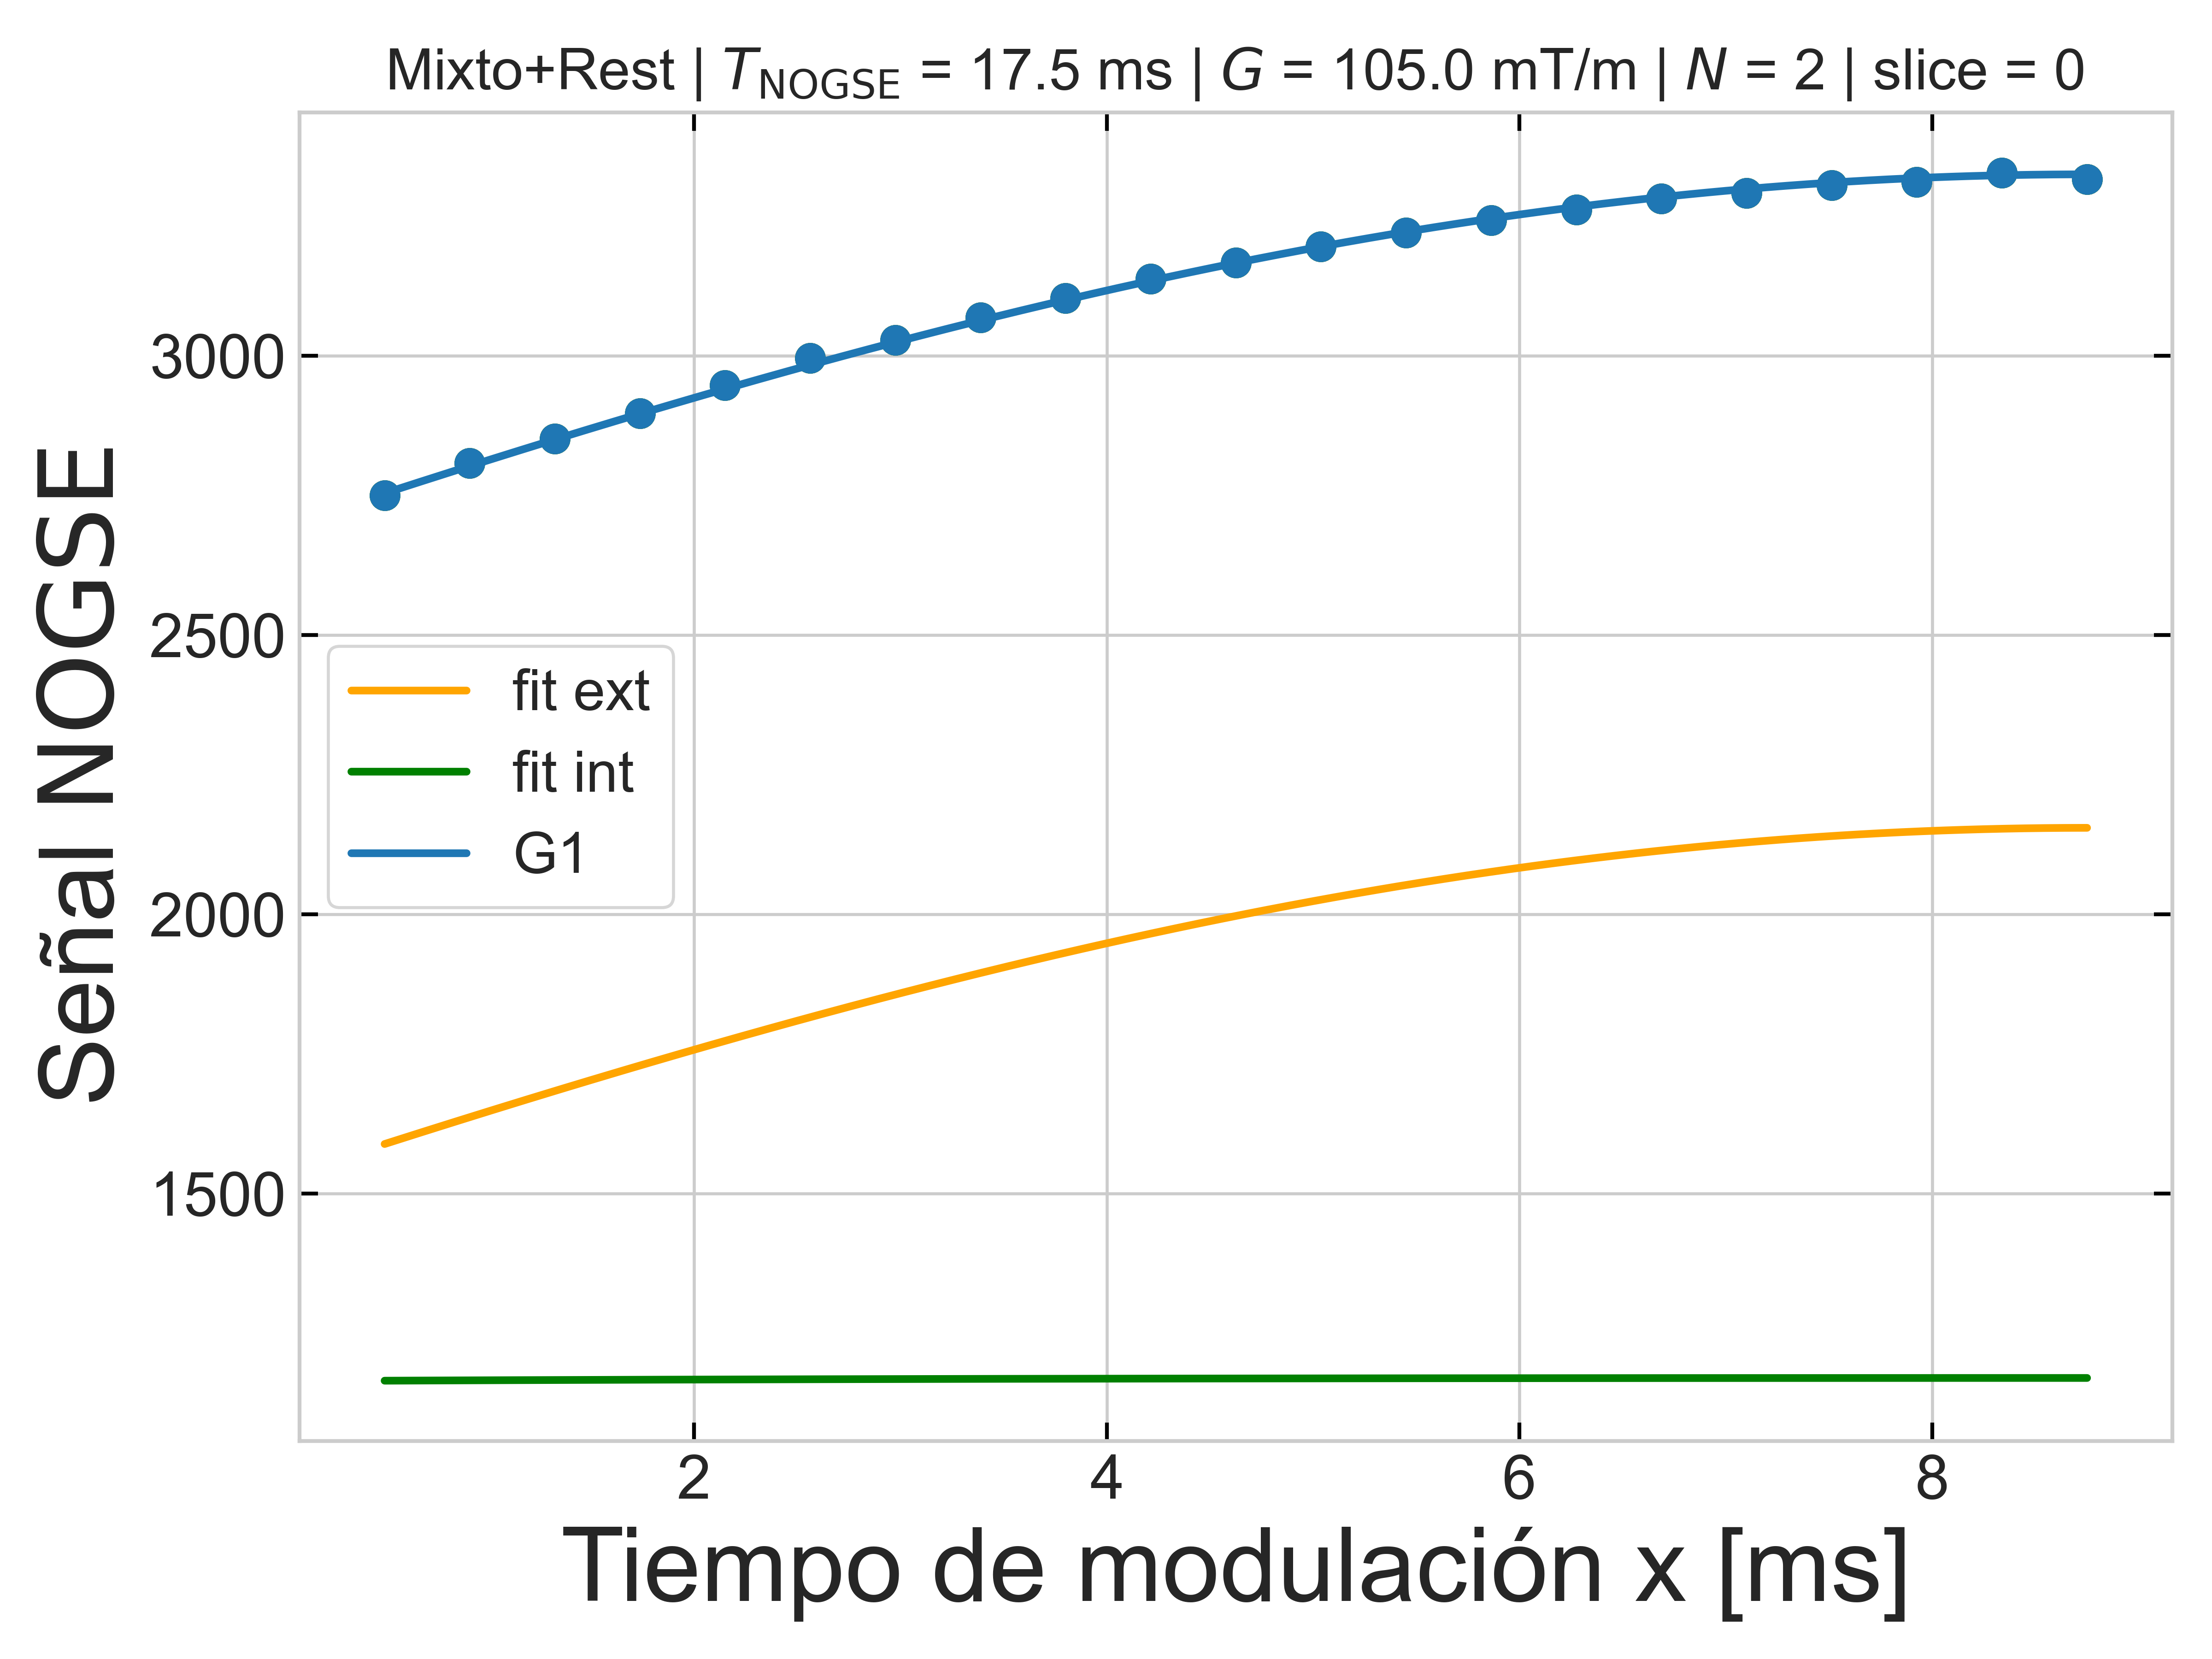 Mixto+Rest | T_NOGSE = 17.5 ms | G = 105.0 mT/m | N = 2 | slice = 0
Señal NOGSE
3000
2500
2000
1500
fit ext
fit int
G1
2 4 6 8
Tiempo de modulación x [ms]